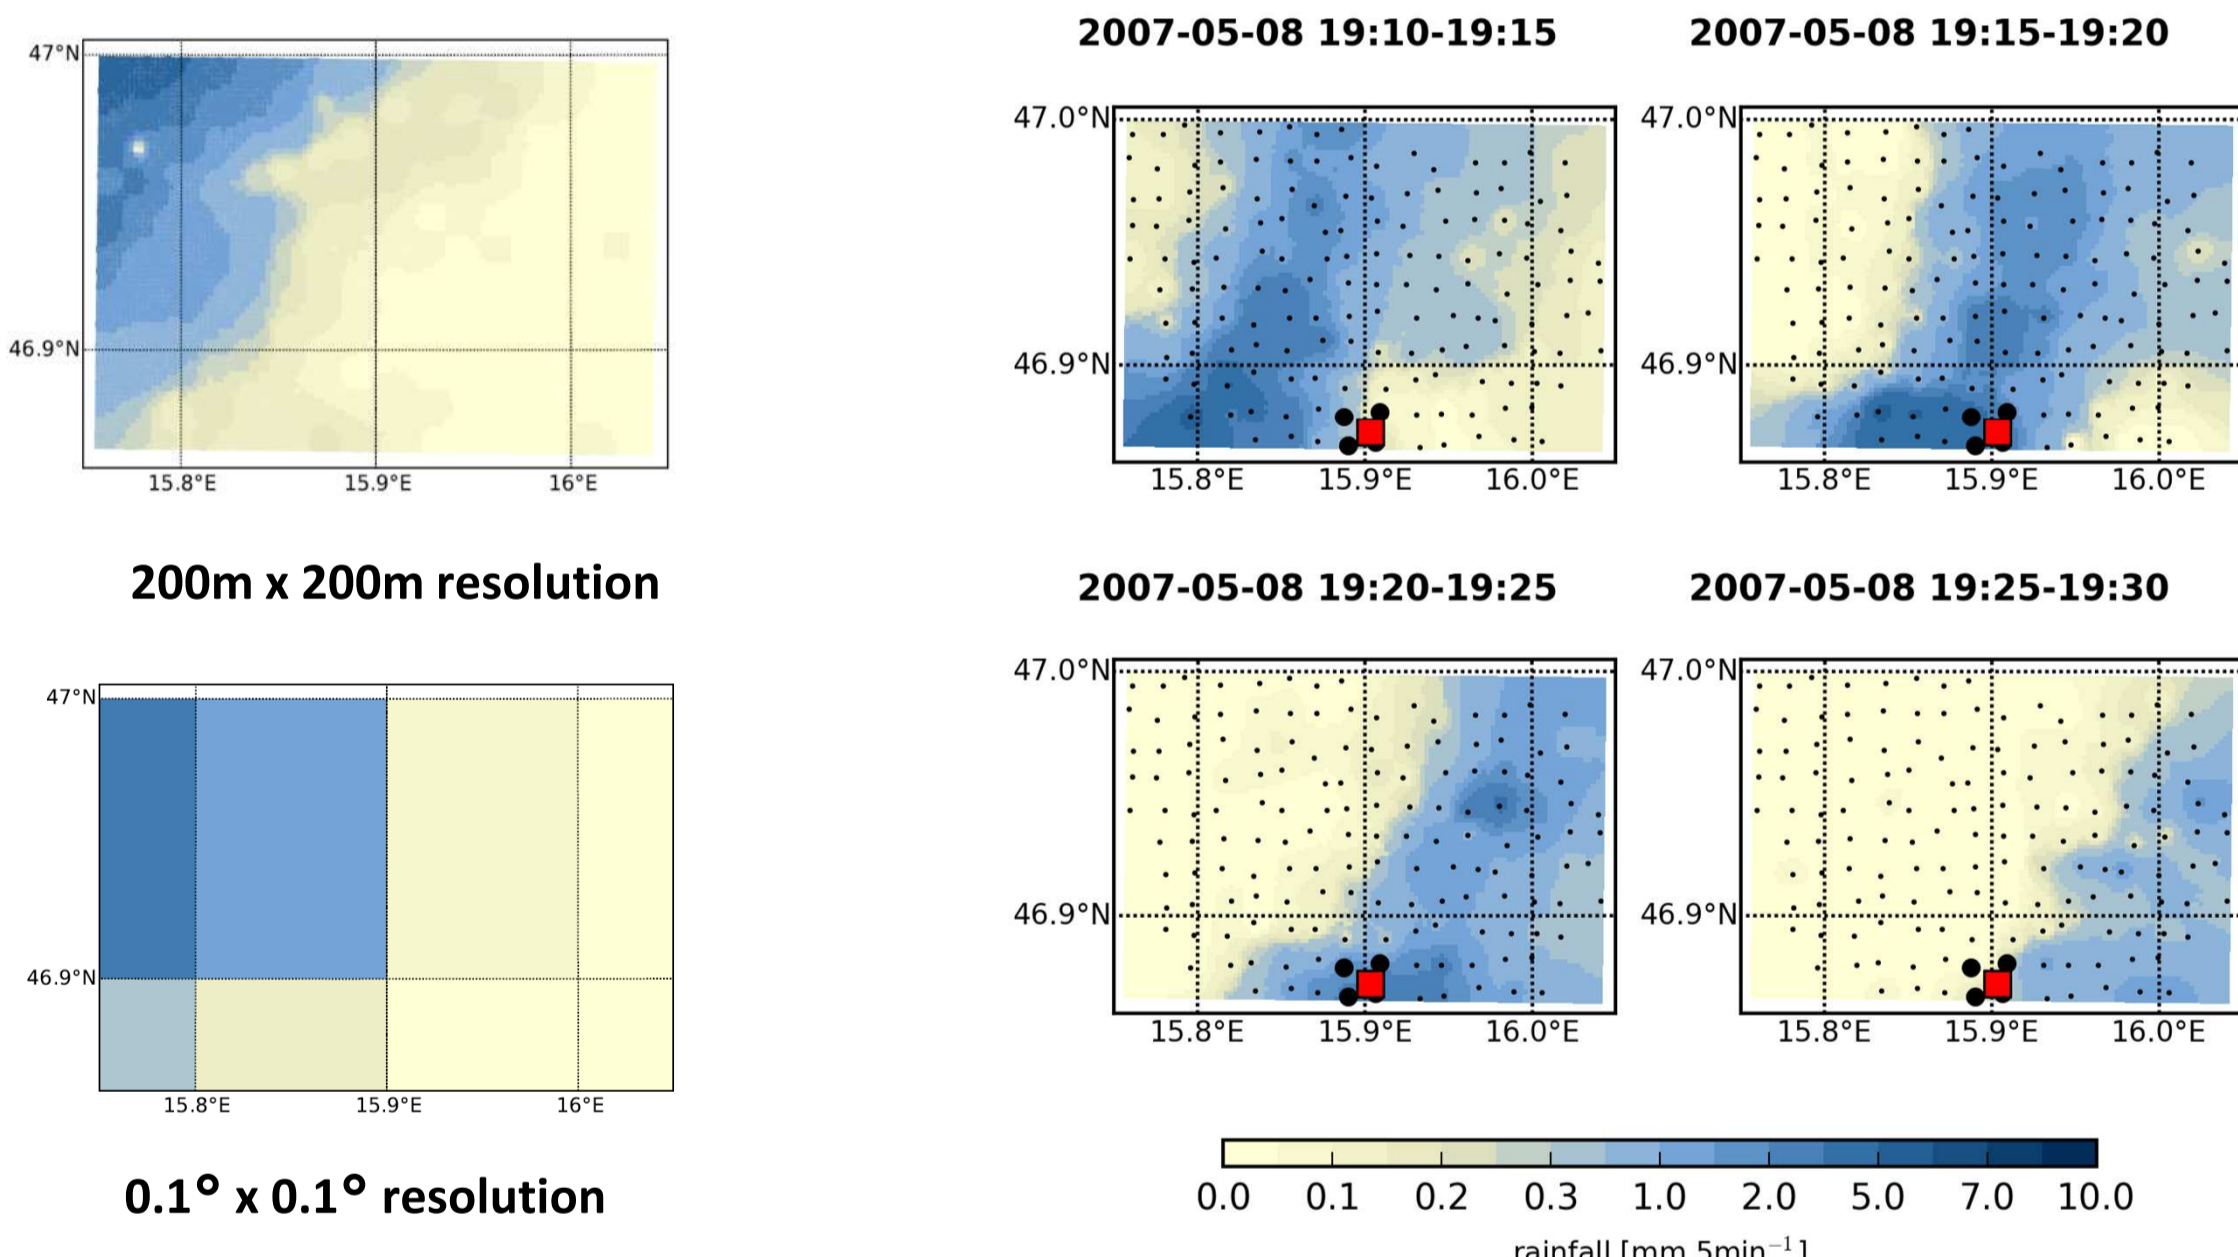 2007-05-08 19:10-19:15
2007-05-08 19:15-19:20
47°N
46.9°N
15.8°E
15.9°E
16°E
200m x 200m resolution
47.0°N
46.9°N
15.8°E
15.9°E
16.0°E
47.0°N
46.9°N
15.8°E
15.9°E
16.0°E
2007-05-08 19:20-19:25
2007-05-08 19:25-19:30
47°N
46.9°N
15.8°E
15.9°E
16°E
0.1° x 0.1° resolution
47.0°N
46.9°N
15.8°E
15.9°E
16.0°E
47.0°N
46.9°N
15.8°E
15.9°E
16.0°E
0.0 0.1 0.2 0.3 1.0 2.0 5.0 7.0 10.0
rainfall [mm 5min⁻¹]